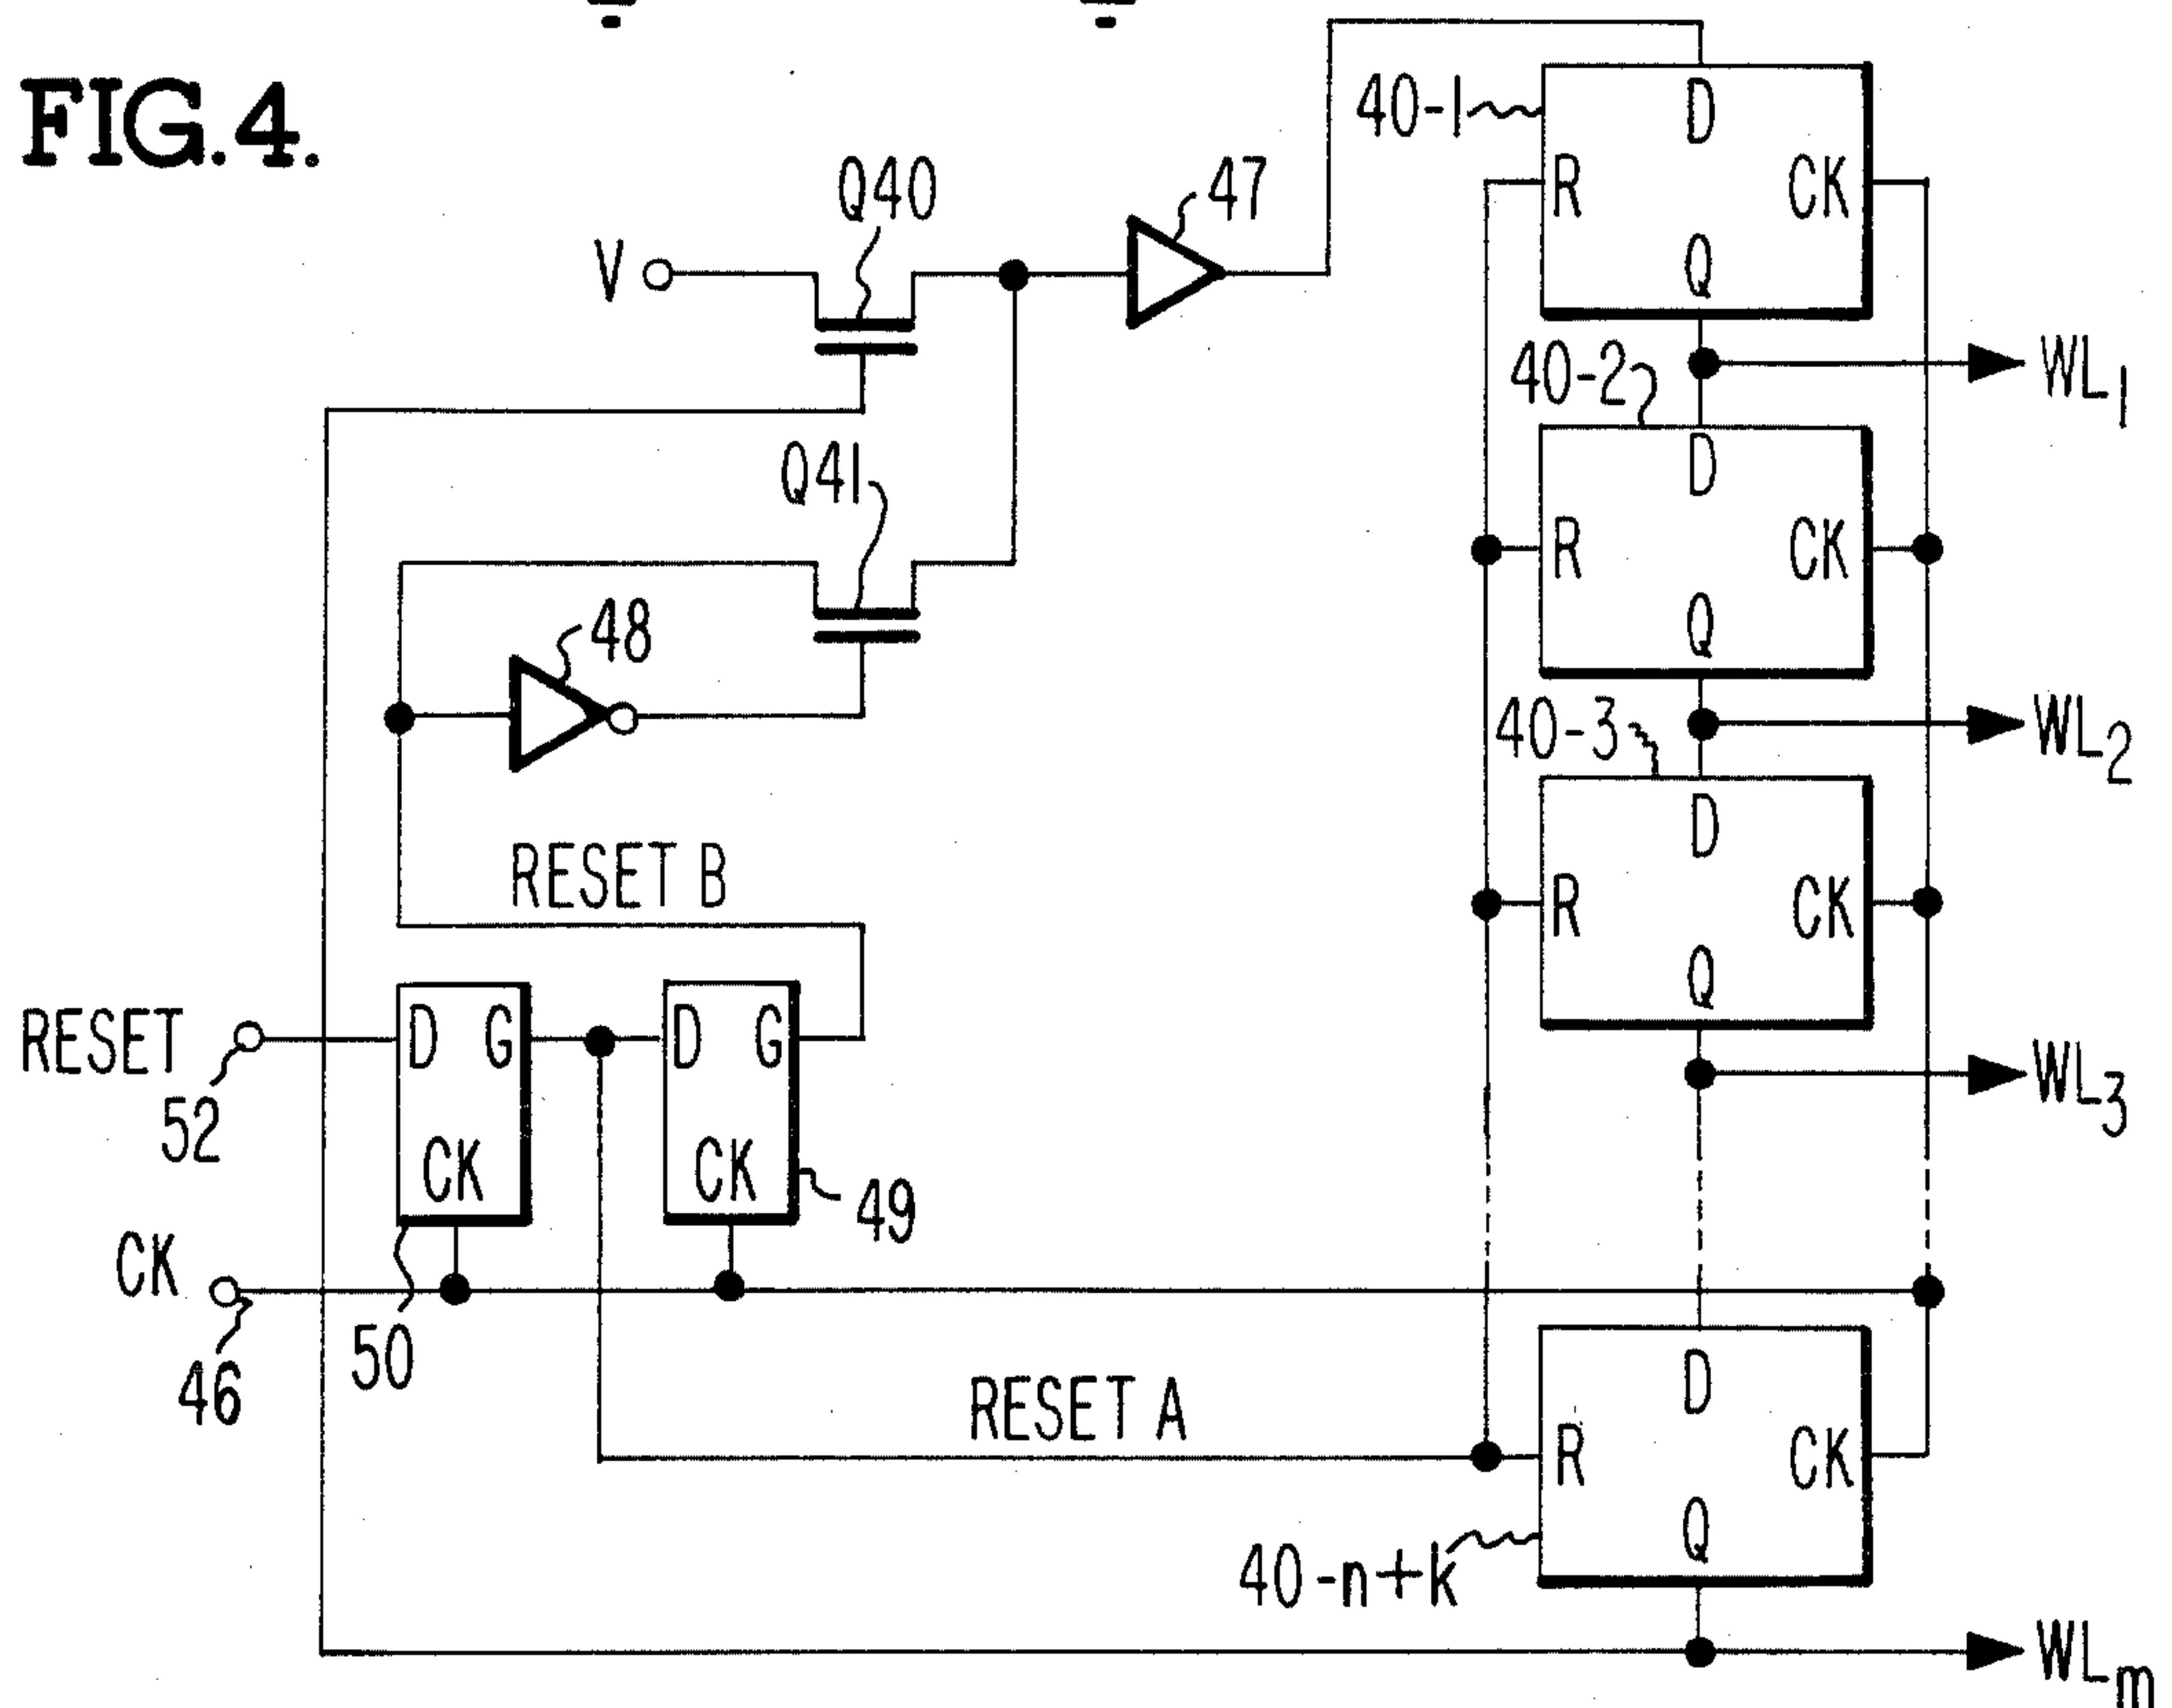 FIG.4.
40-1
D
R
CK
Q
Q40
47
V
WL1
40-2
D
R
CK
Q
Q41
48
WL2
40-3
D
R
CK
Q
RESET B
RESET
52
D G
CK
D G
CK
49
WL3
CK
46
50
RESET A
D
R
CK
Q
40-n+k
WLm